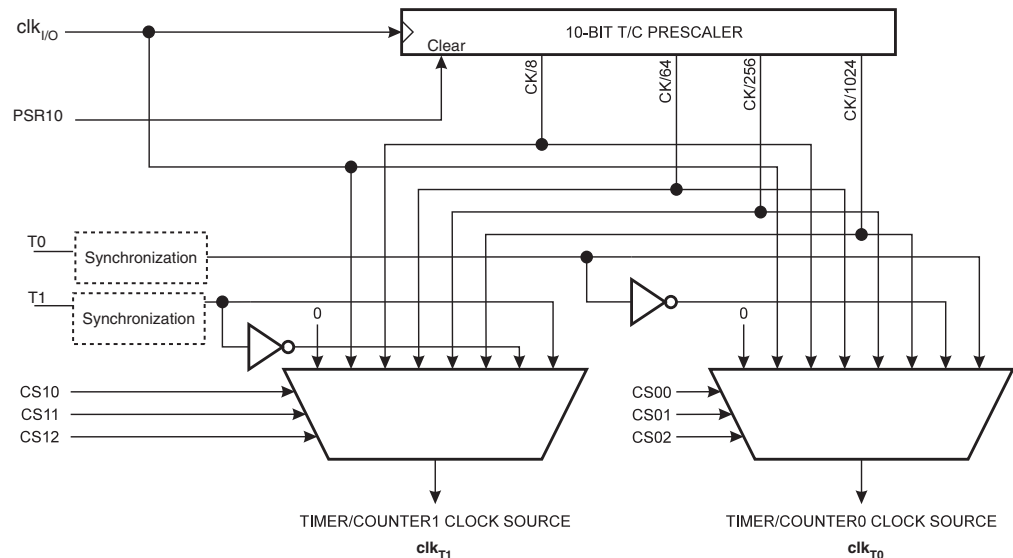 clkI/O
10-BIT T/C PRESCALER
Clear
CK/8
CK/64
CK/256
CK/1024
PSR10
T0
Synchronization
T1
Synchronization
0
0
CS10
CS11
CS12
CS00
CS01
CS02
TIMER/COUNTER1 CLOCK SOURCE
clkT1
TIMER/COUNTER0 CLOCK SOURCE
clkT0